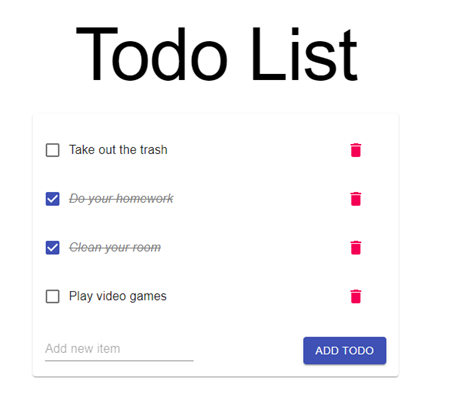 Todo List
Take out the trash
Do your homework
Clean your room
Play video games
Add new item
ADD TODO